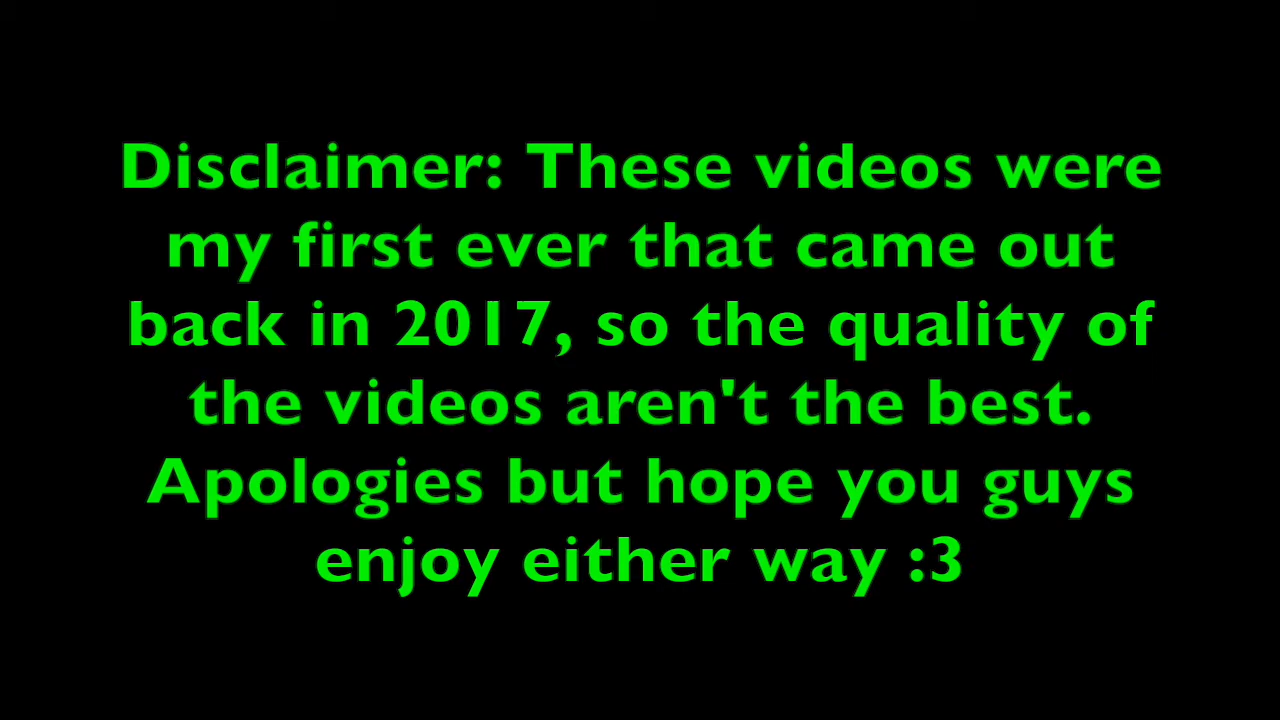 Disclaimer: These videos were
my first ever that came out
back in 2017, so the quality of
the videos aren't the best.
Apologies but hope you guys
enjoy either way :3